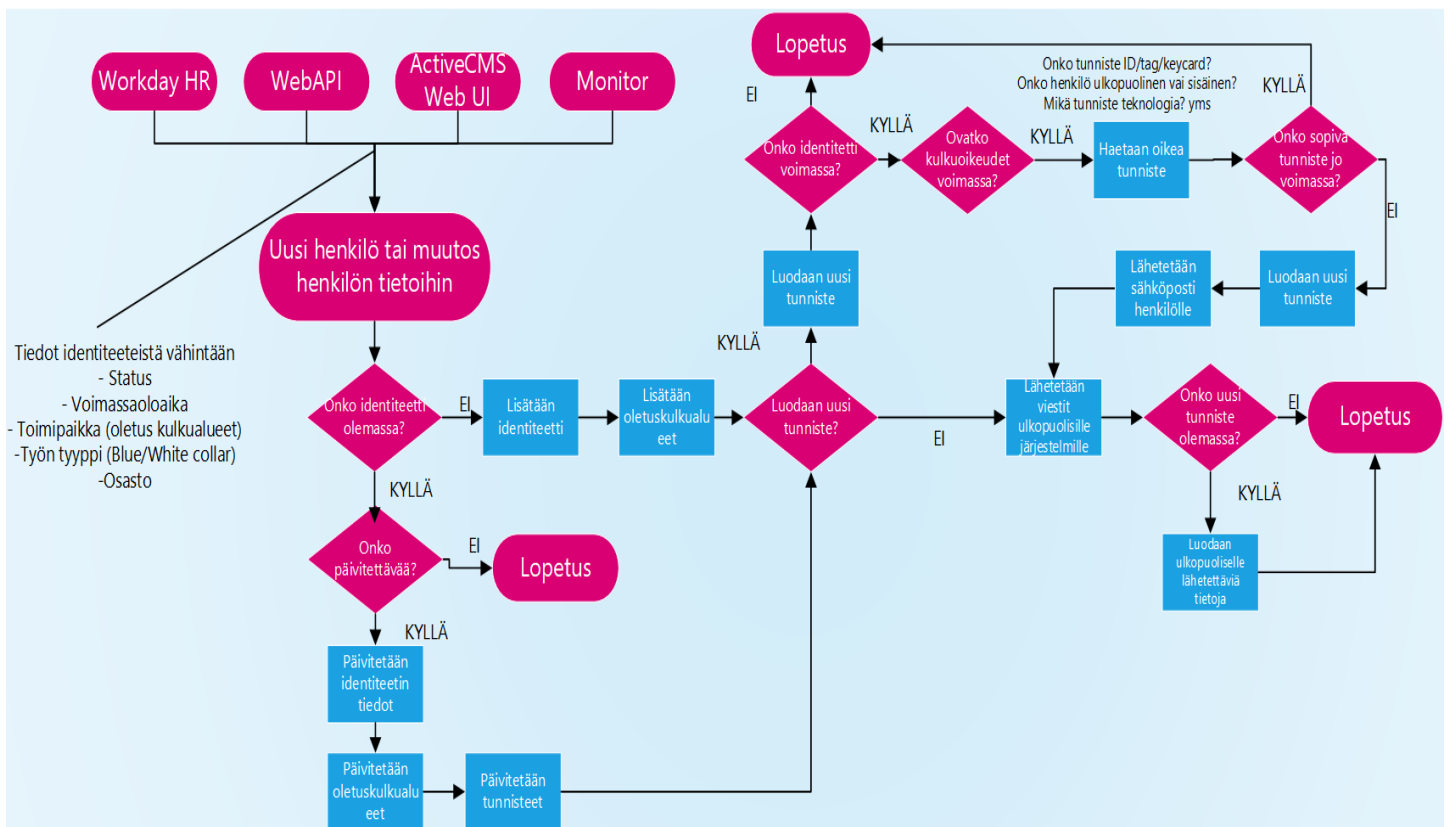 Workday HR
WebAPI
ActiveCMS
Web UI
Monitor
Uusi henkilö tai muutos
henkilön tietoihin
Tiedot identiteeteistä vähintään
- Status
- Voimassaoloaika
- Toimipaikka (oletus kulkualueet)
-Työn tyyppi (Blue/White collar)
-Osasto
Onko identiteetti
olemassa?
EI
Lisätään
identiteetti
Lisätään
oletuskulkualu
eet
KYLLÄ
Onko
päivitettävää?
EI
Lopetus
KYLLÄ
Päivitetään
identiteetin
tiedot
Päivitetään
oletuskulkualu
eet
Päivitetään
tunnisteet
Luodaan uusi
tunniste?
KYLLÄ
Luodaan uusi
tunniste
Onko identitetti
voimassa?
EI
Lopetus
KYLLÄ
Ovatko
kulkuoikeudet
voimassa?
KYLLÄ
Onko tunniste ID/tag/keycard?
Onko henkilö ulkopuolinen vai sisäinen?
Mikä tunniste teknologia? yms
Haetaan oikea
tunniste
Onko sopiva
tunniste jo
voimassa?
KYLLÄ
EI
Luodaan uusi
tunniste
Lähetetään
sähköposti
henkilölle
EI
Lähetetään
viestit
ulkopuolisille
järjestelmille
Onko uusi
tunniste
olemassa?
EI
Lopetus
KYLLÄ
Luodaan
ulkopuoliselle
lähetettäviä
tietoja